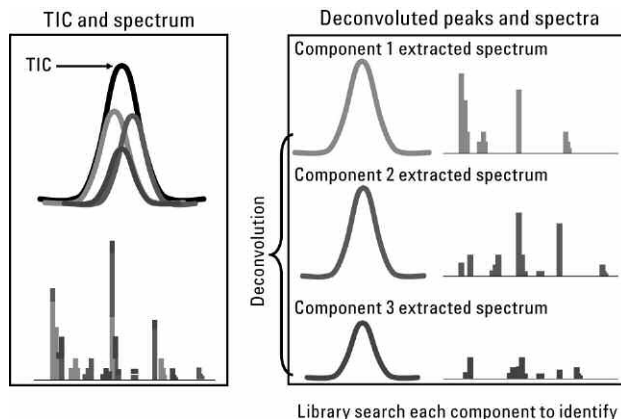 TIC and spectrum
TIC
Deconvoluted peaks and spectra
Component 1 extracted spectrum
Component 2 extracted spectrum
Component 3 extracted spectrum
Deconvolution
Library search each component to identify